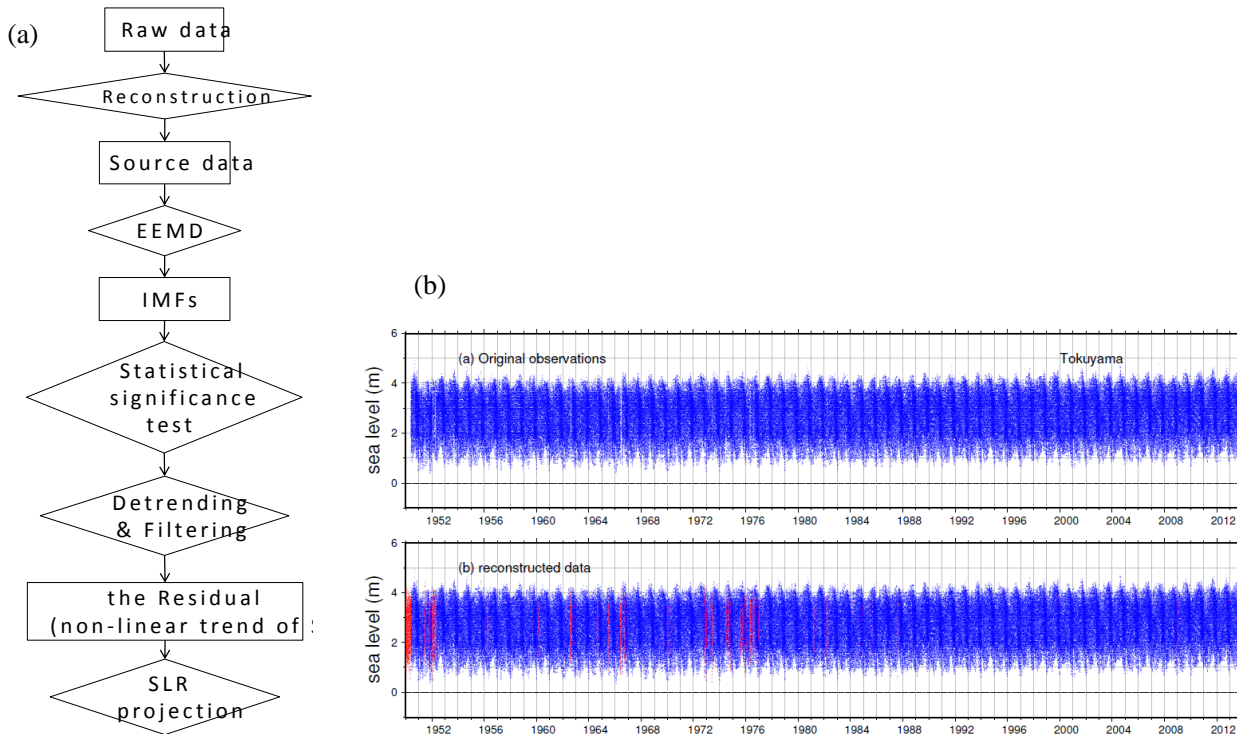 (a)
Raw data
Reconstruction
Source data
EEMD
IMFs
Statistical
significance
test
Detrending
& Filtering
the Residual
(non-linear trend of
SLR
projection
(b)
6
4
2
0
sea level (m)
(a) Original observations
Tokuyama
1952 1956 1960 1964 1968 1972 1976 1980 1984 1988 1992 1996 2000 2004 2008 2012
6
4
2
0
sea level (m)
(b) reconstructed data
1952 1956 1960 1964 1968 1972 1976 1980 1984 1988 1992 1996 2000 2004 2008 2012